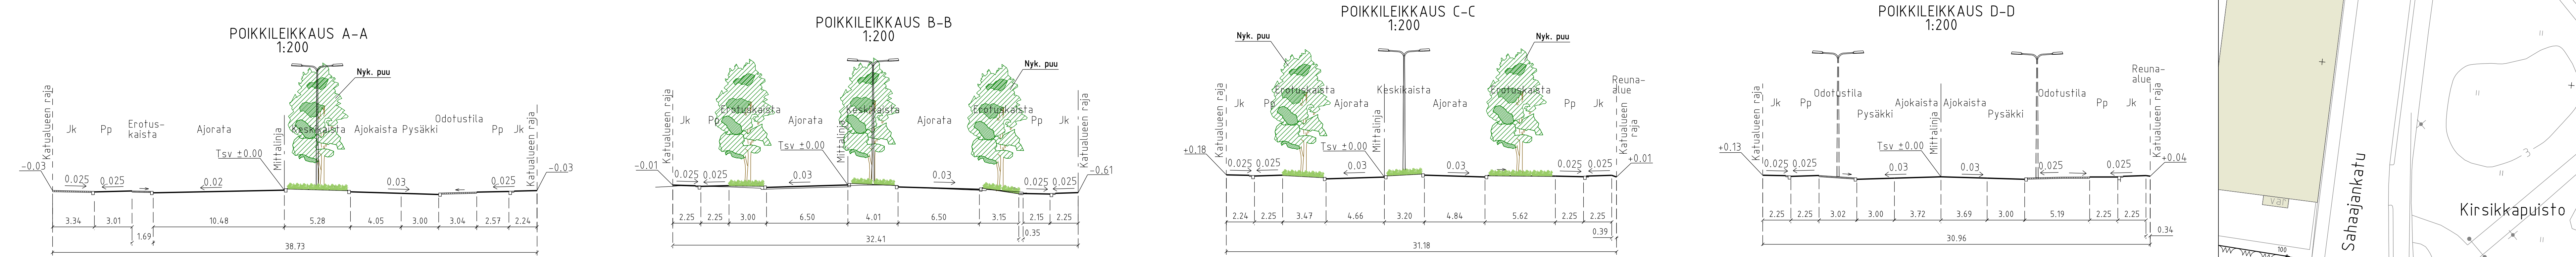 POIKKILEIKKAUS A-A
1:200
Nyk. puu
Katualueen raja
Jk
Pp
Erotus-
kaista
Ajorata
Mittalinja
Keskikaista
Ajokaista
Pysäkki
Odotustila
Pp
Jk
Katualueen raja
Tsv ±0.00
-0.03
0.025
0.025
0.02
0.03
0.025
-0.03
3.34
3.01
1.69
10.48
5.28
4.05
3.00
3.04
2.57
2.24
38.73
POIKKILEIKKAUS B-B
1:200
Nyk. puu
Katualueen raja
Jk
Pp
Erotuskaista
Ajorata
Mittalinja
Keskikaista
Ajorata
Erotuskaista
Pp
Jk
Katualueen raja
Tsv ±0.00
-0.01
0.025
0.025
0.03
0.03
0.025
0.025
-0.61
2.25
2.25
3.00
6.50
4.01
6.50
3.15
0.35
2.15
2.25
32.41
POIKKILEIKKAUS C-C
1:200
Nyk. puu
Nyk. puu
Katualueen raja
Jk
Pp
Erotuskaista
Ajorata
Mittalinja
Keskikaista
Ajorata
Erotuskaista
Pp
Jk
Reuna-
alue
Katualueen
raja
Tsv ±0.00
+0.18
0.025
0.025
0.03
0.03
0.025
0.025
+0.01
2.24
2.25
3.47
4.66
3.20
4.84
5.62
2.25
2.25
0.39
31.18
POIKKILEIKKAUS D-D
1:200
Katualueen raja
Jk
Pp
Odotustila
Pysäkki
Ajokaista
Mittalinja
Ajokaista
Pysäkki
Odotustila
Pp
Jk
Reuna-
alue
Katualueen raja
Tsv ±0.00
+0.13
0.025
0.025
0.03
0.03
0.025
0.025
+0.04
2.25
2.25
3.02
3.00
3.72
3.69
3.00
5.19
2.25
2.25
0.34
30.96
var
100
Sahaajankatu
3
Kirsikkapuisto